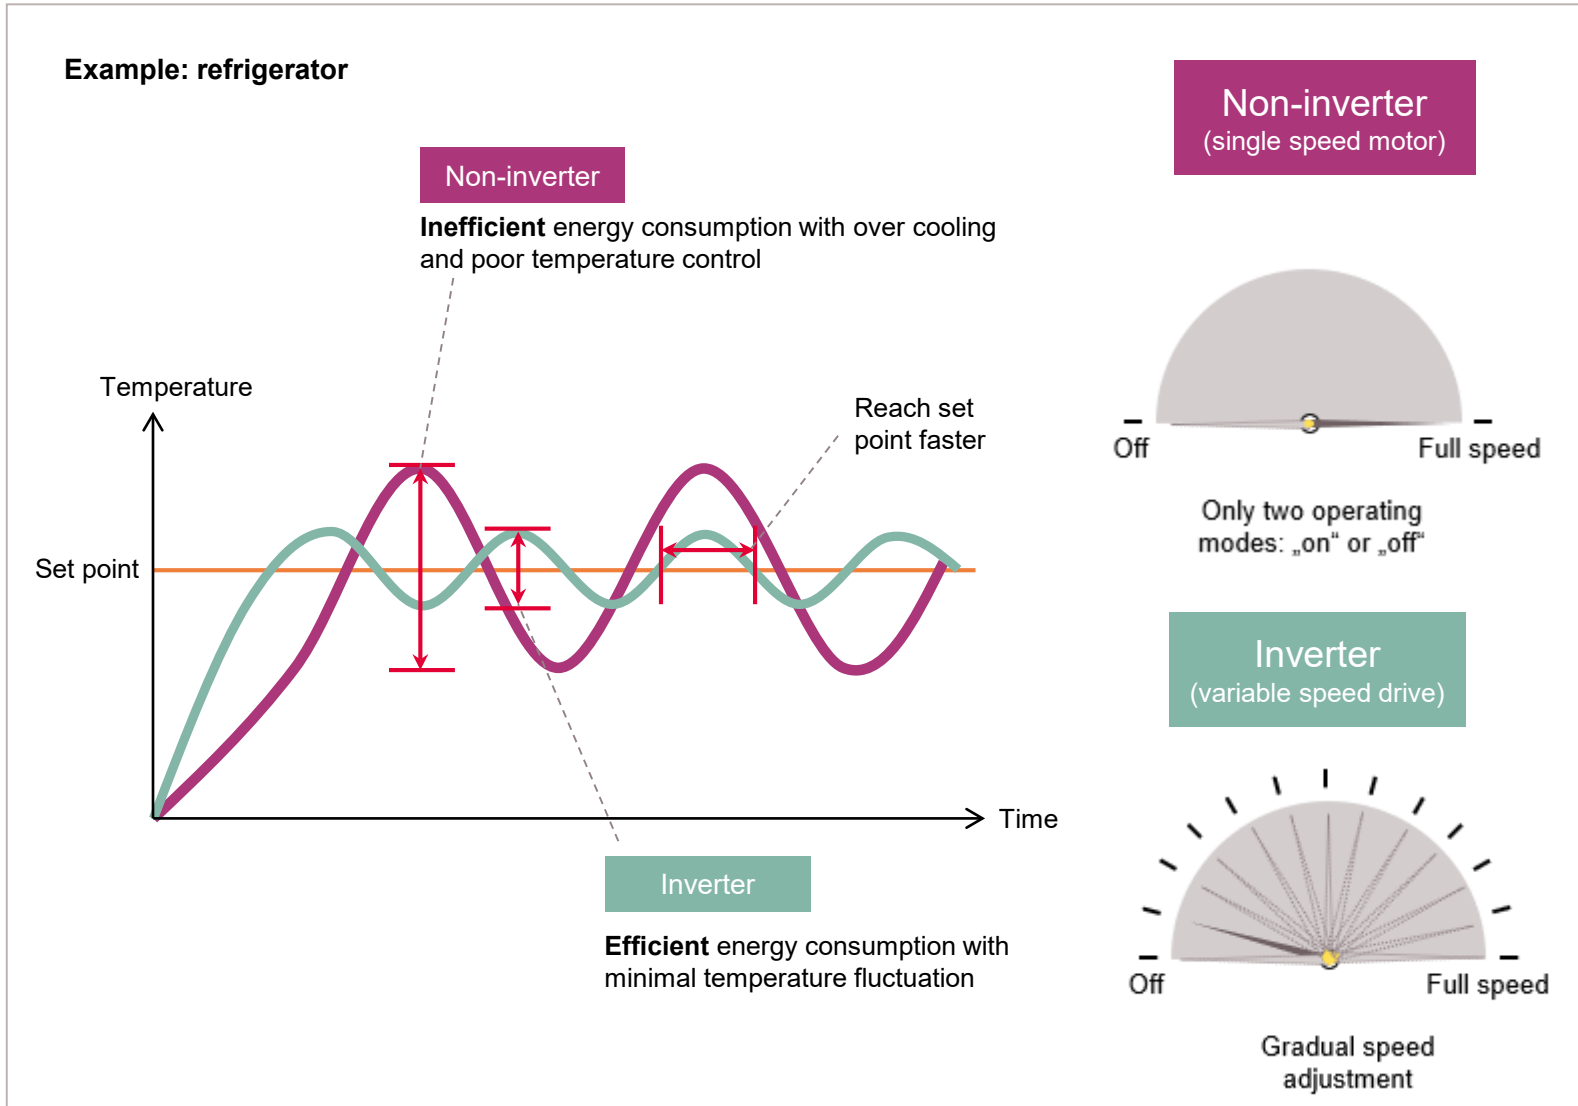 Example: refrigerator
Non-inverter
(single speed motor)
Non-inverter
Inefficient energy consumption with over cooling
and poor temperature control
Temperature
Reach set
point faster
Set point
Time
Off
Full speed
Only two operating
modes: „on“ or „off“
Inverter
(variable speed drive)
Inverter
Efficient energy consumption with
minimal temperature fluctuation
Off
Full speed
Gradual speed
adjustment